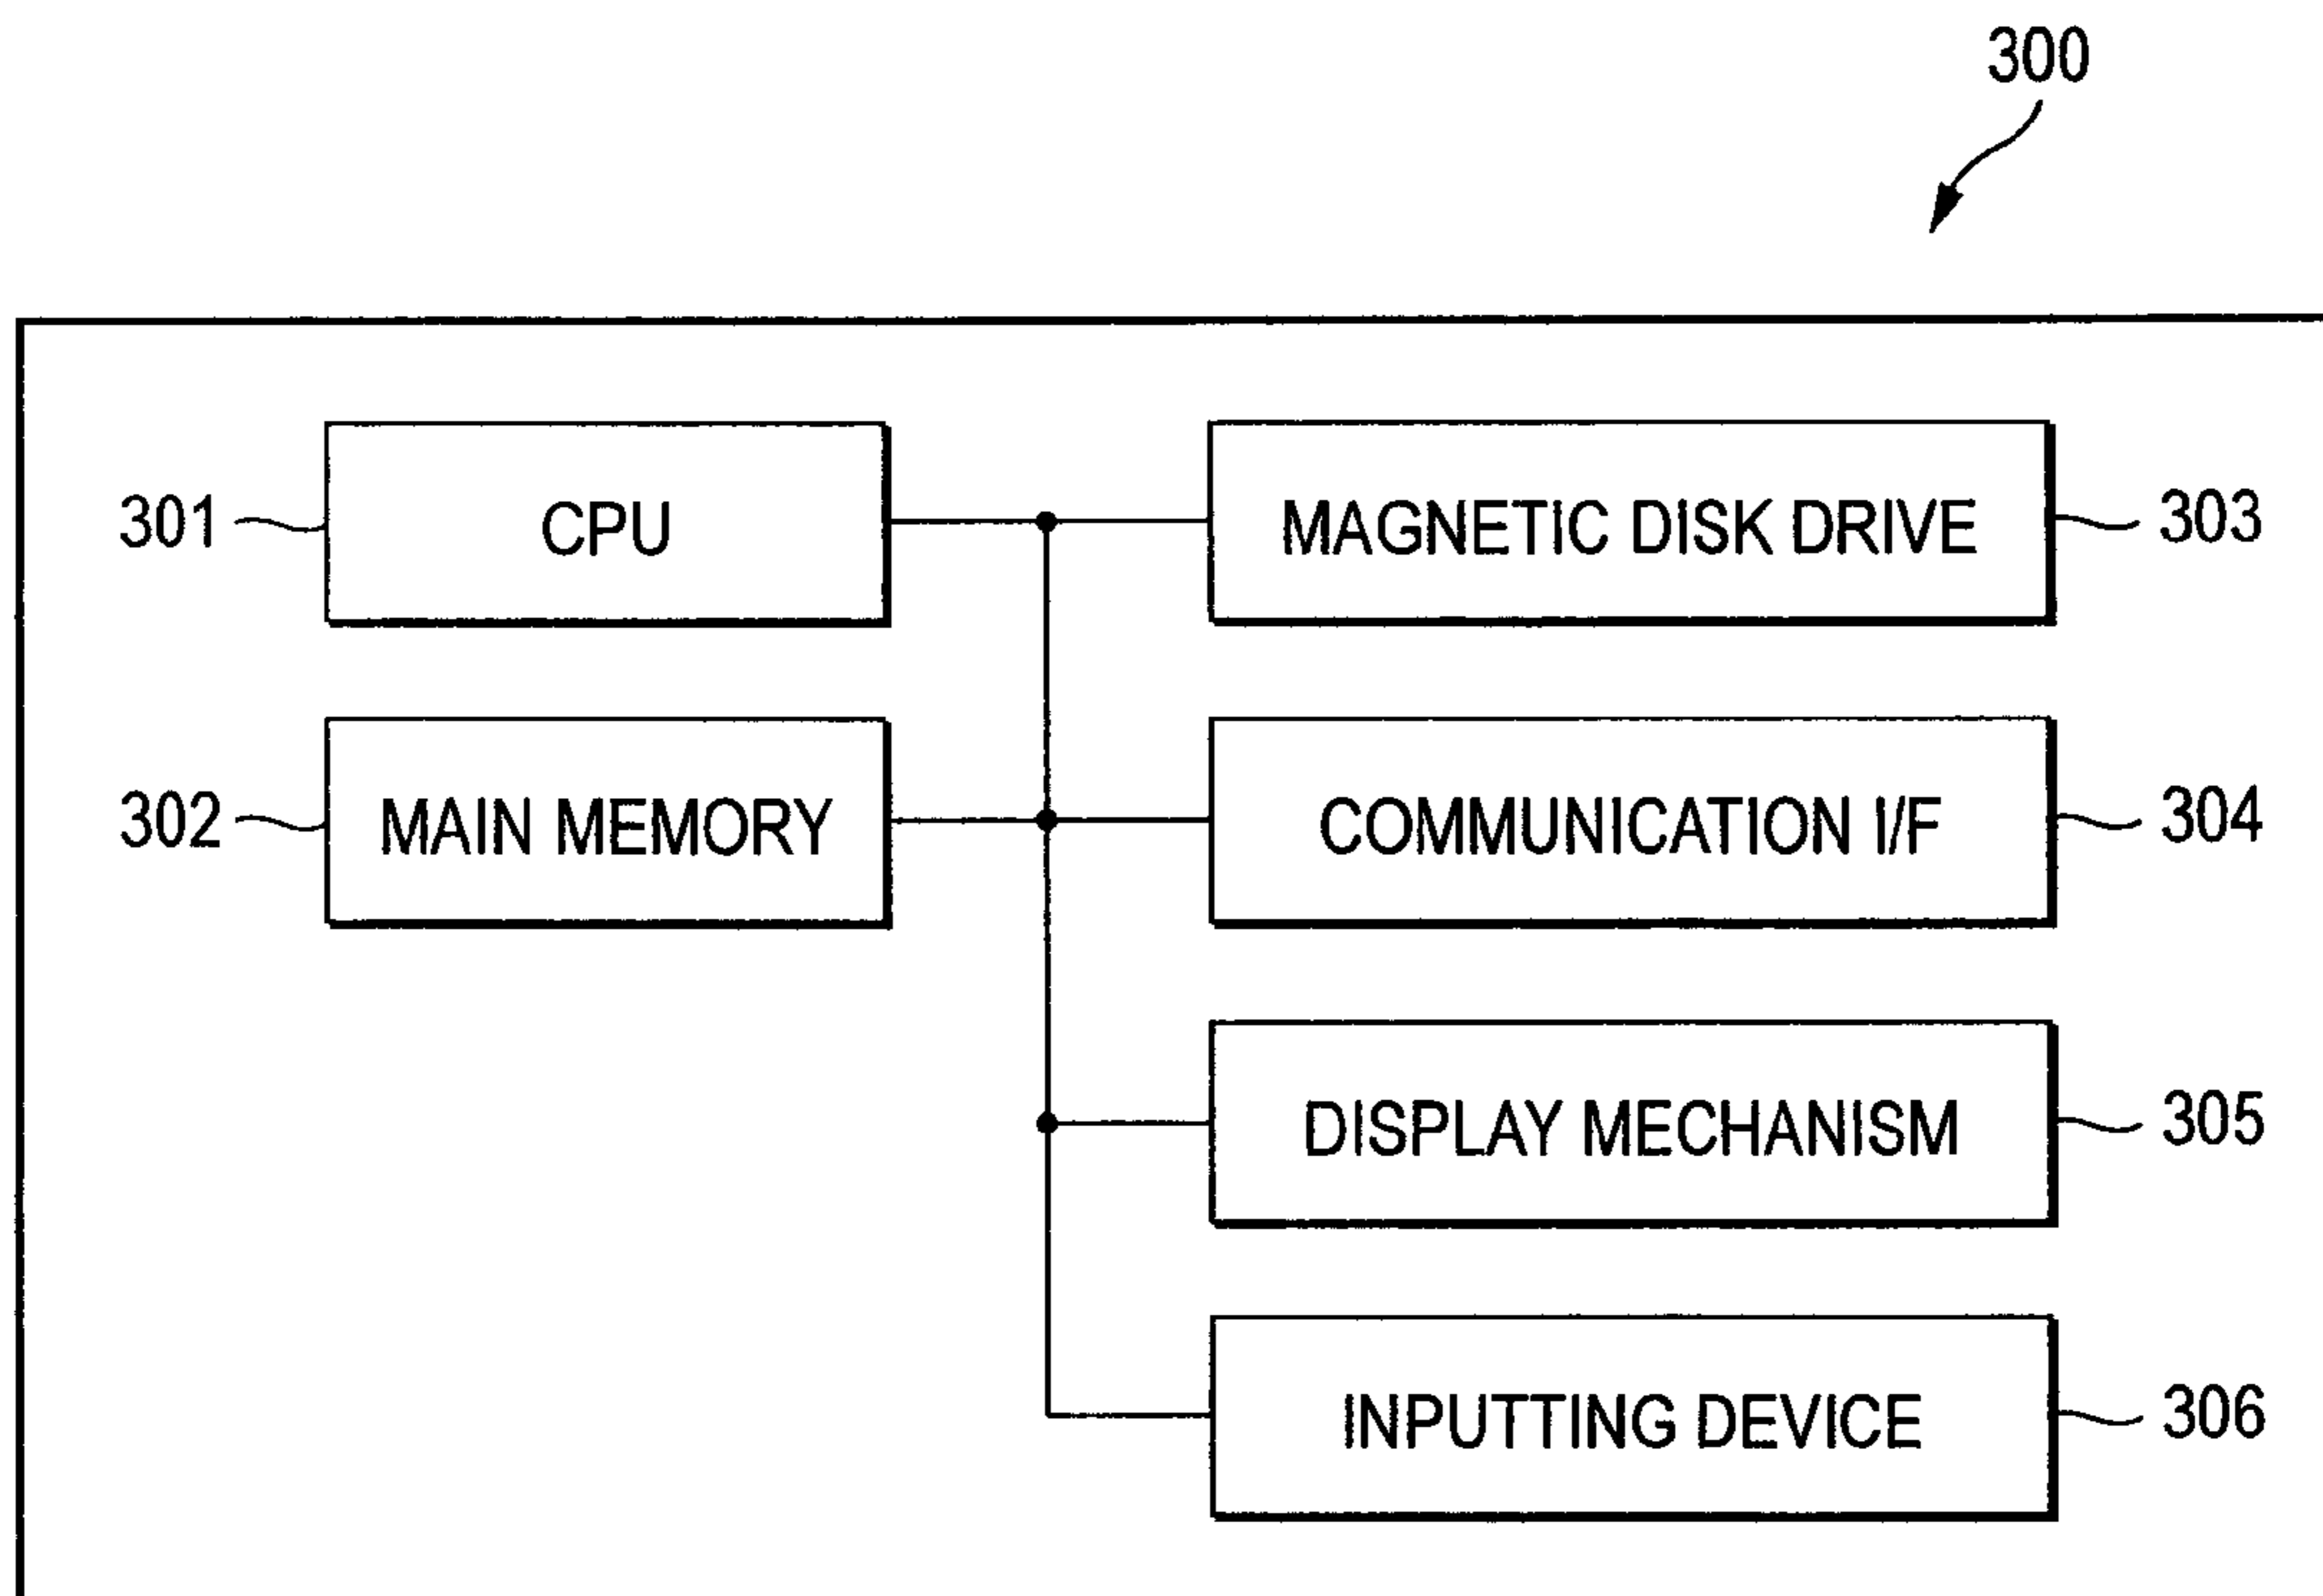 300
301 CPU MAGNETIC DISK DRIVE 303
302 MAIN MEMORY COMMUNICATION I/F 304
DISPLAY MECHANISM 305
INPUTTING DEVICE 306